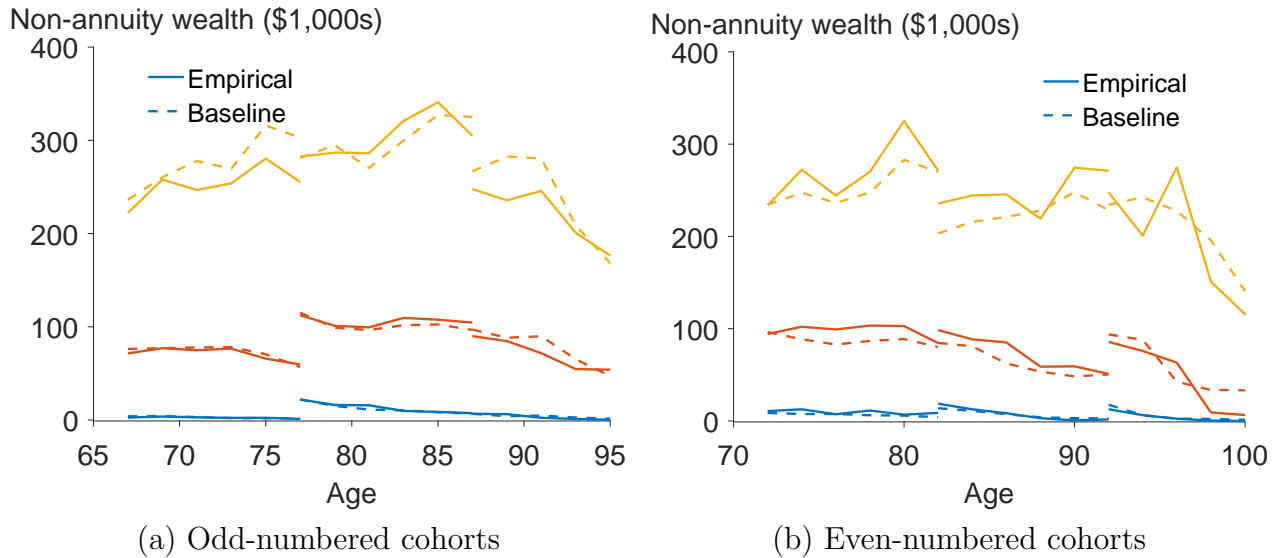 Non-annuity wealth ($1,000s)
400
300
200
100
0
Empirical
Baseline
65 70 75 80 85 90 95
Age
(a) Odd-numbered cohorts
Non-annuity wealth ($1,000s)
400
300
200
100
0
Empirical
Baseline
70 80 90 100
Age
(b) Even-numbered cohorts